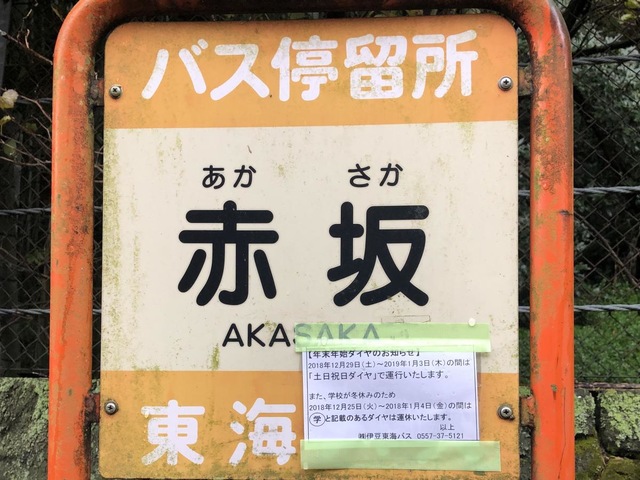 バス停留所
あか さか
赤坂
AKASAKA
【年末年始ダイヤのお知らせ】
2018年12月29日(土)～2019年1月3日(木)の間は
「土日祝日ダイヤ」で運行いたします。
また、学校が冬休みのため
2018年12月25日(火)～2018年1月4日(金)の間は
学と記載のあるダイヤは運休いたします。
以上
㈱伊豆東海バス 0557-37-5121
東海